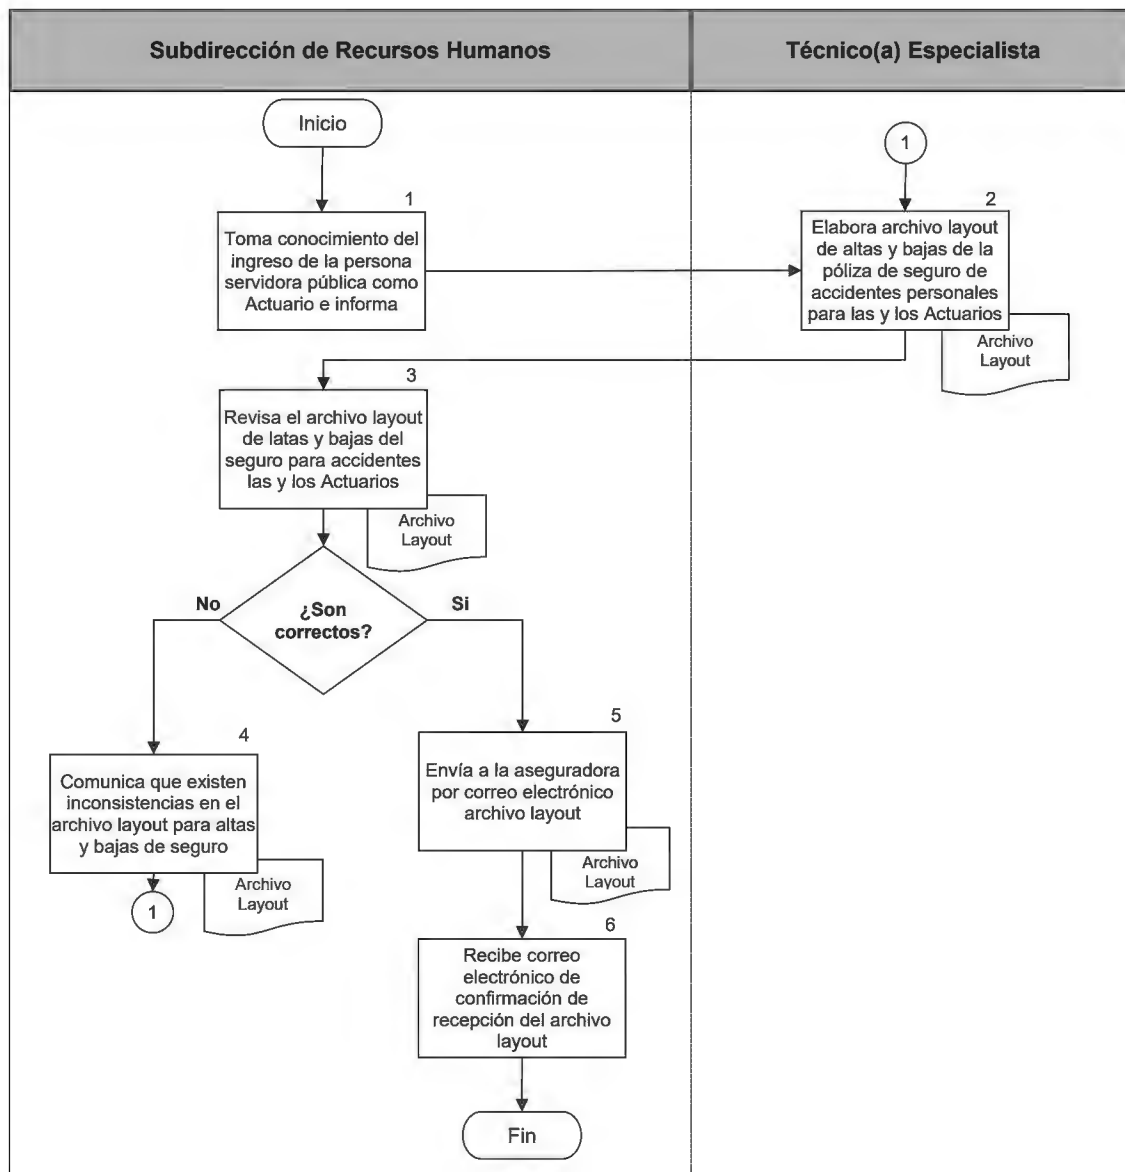 Subdirección de Recursos Humanos
Técnico(a) Especialista
Inicio
1
1
Toma conocimiento del
ingreso de la persona
servidora pública como
Actuario e informa
2
Elabora archivo layout
de altas y bajas de la
póliza de seguro de
accidentes personales
para las y los Actuarios
Archivo
Layout
3
Revisa el archivo layout
de latas y bajas del
seguro para accidentes
las y los Actuarios
Archivo
Layout
¿Son
correctos?
No
Si
4
Comunica que existen
inconsistencias en el
archivo layout para altas
y bajas de seguro
Archivo
Layout
1
5
Envía a la aseguradora
por correo electrónico
archivo layout
Archivo
Layout
6
Recibe correo
electrónico de
confirmación de
recepción del archivo
layout
Fin